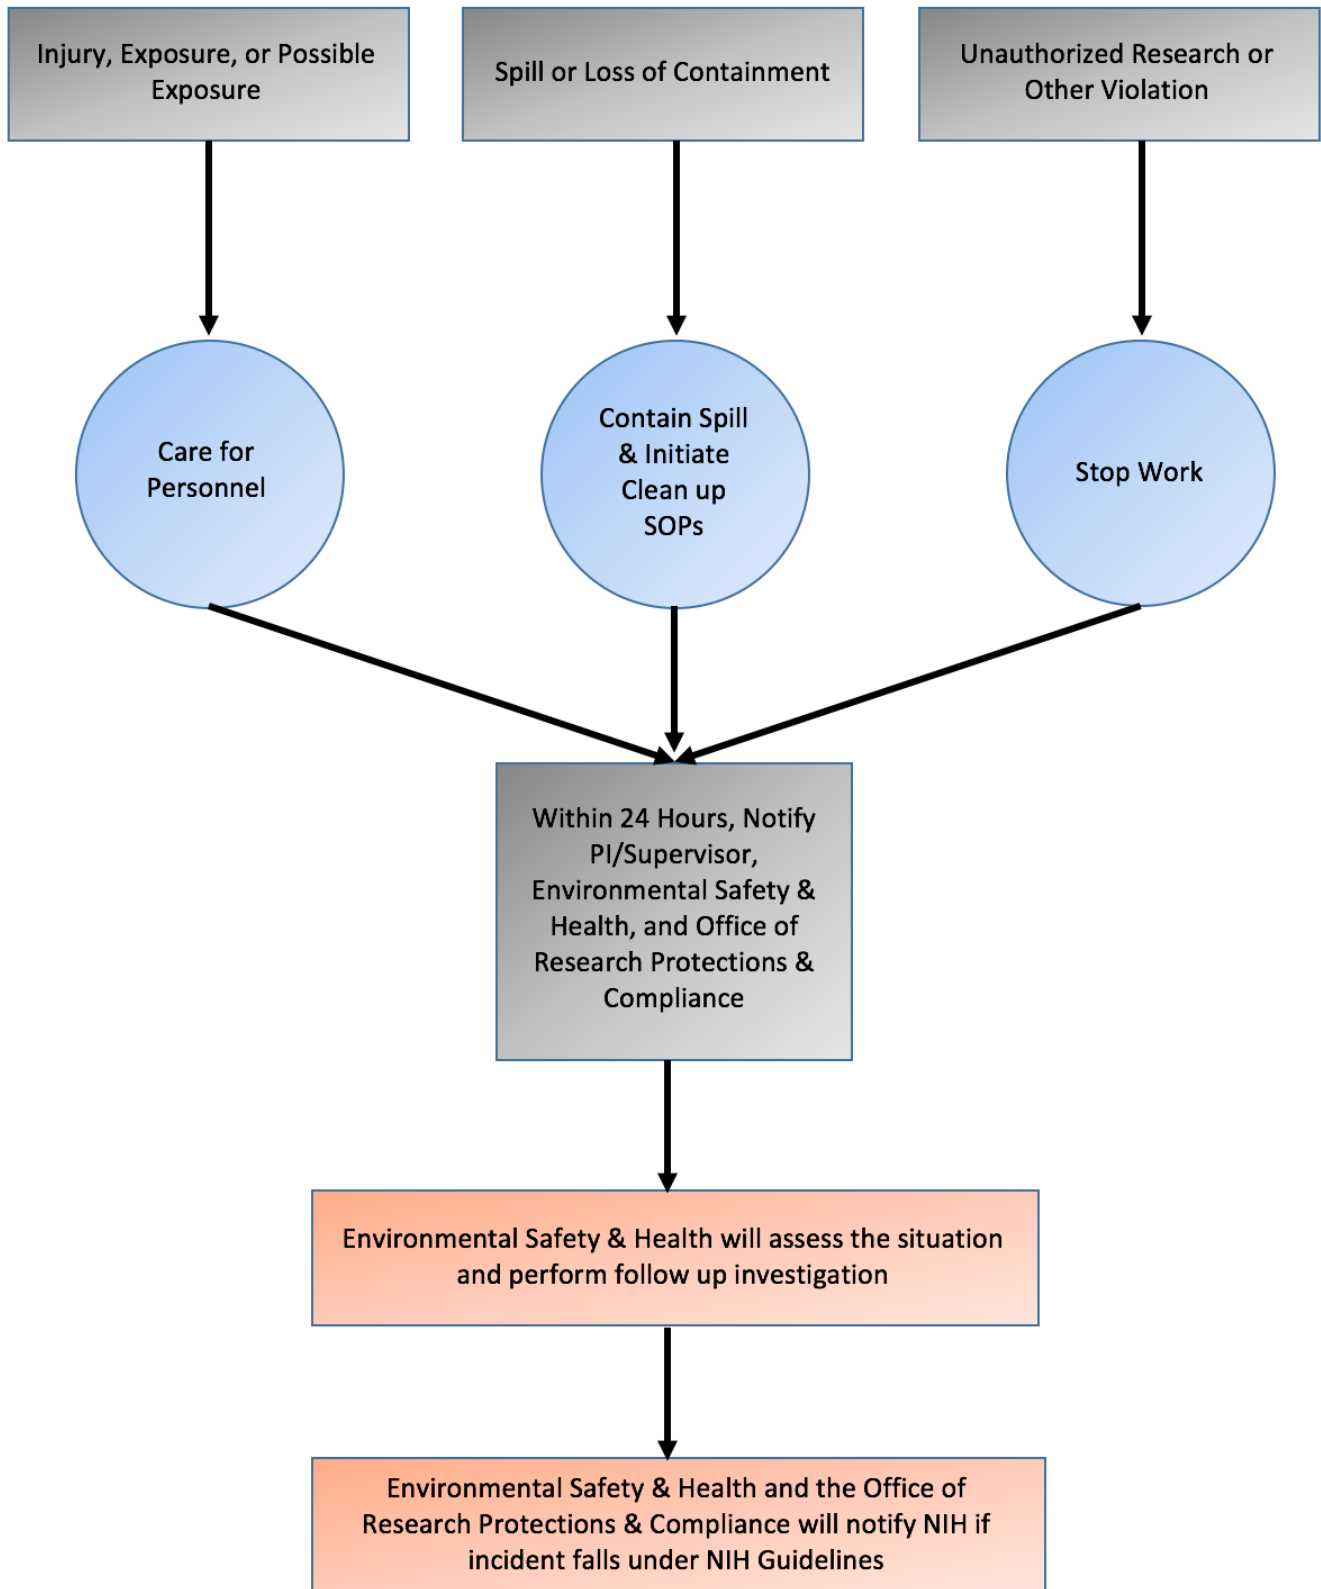 Injury, Exposure, or Possible
Exposure
Spill or Loss of Containment
Unauthorized Research or
Other Violation
Care for
Personnel
Contain Spill
& Initiate
Clean up
SOPs
Stop Work
Within 24 Hours, Notify
PI/Supervisor,
Environmental Safety &
Health, and Office of
Research Protections &
Compliance
Environmental Safety & Health will assess the situation
and perform follow up investigation
Environmental Safety & Health and the Office of
Research Protections & Compliance will notify NIH if
incident falls under NIH Guidelines